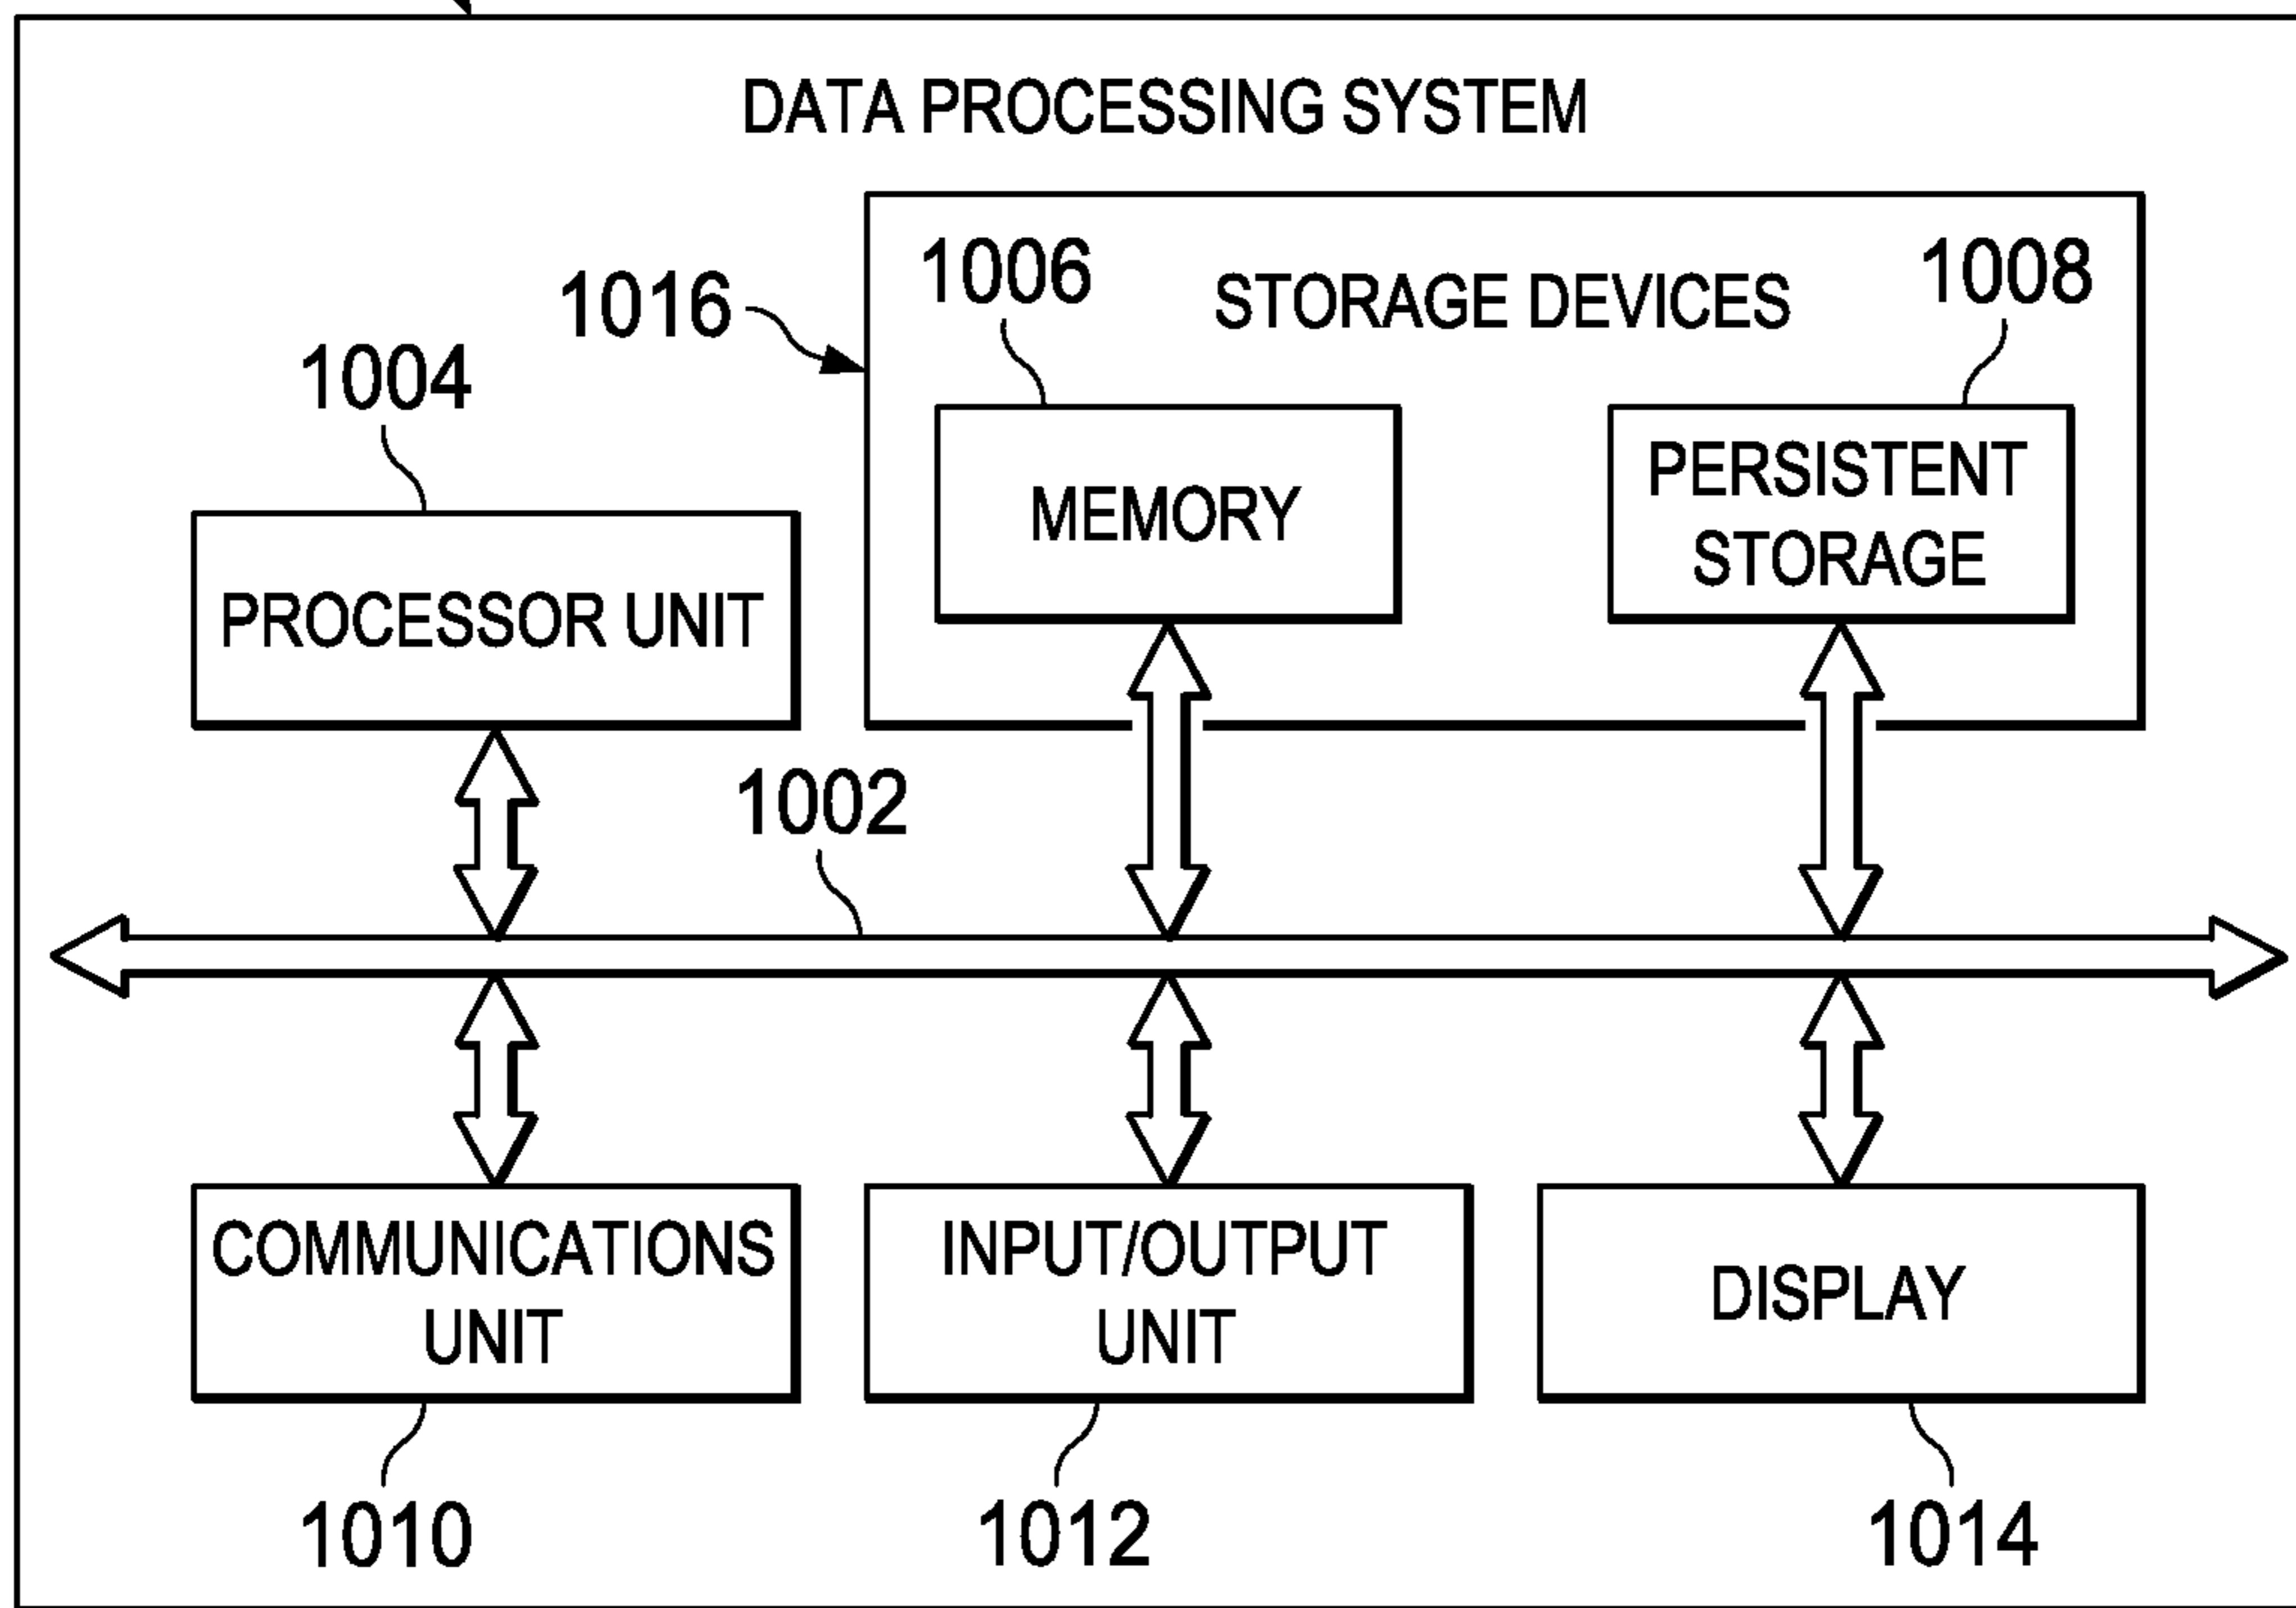 DATA PROCESSING SYSTEM
1016
1006
STORAGE DEVICES
1008
1004
MEMORY
PERSISTENT
STORAGE
PROCESSOR UNIT
1002
COMMUNICATIONS
UNIT
INPUT/OUTPUT
UNIT
DISPLAY
1010
1012
1014